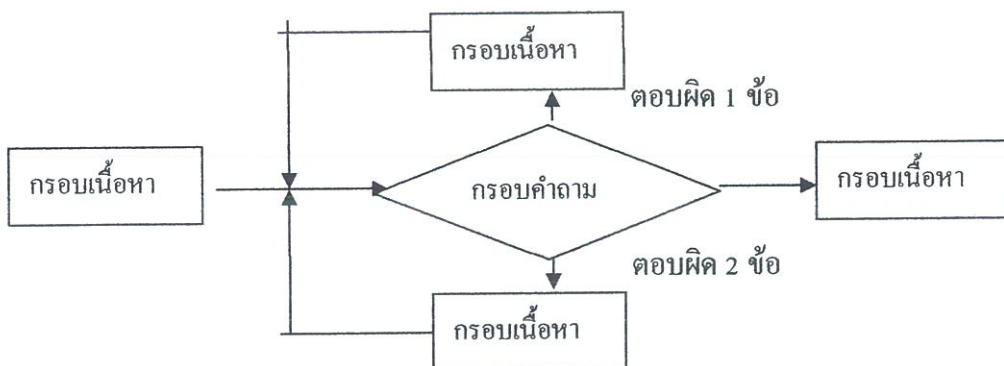 กรอบเนื้อหา
ตอบผิด 1 ข้อ
กรอบเนื้อหา
กรอบคำถาม
กรอบเนื้อหา
ตอบผิด 2 ข้อ
กรอบเนื้อหา